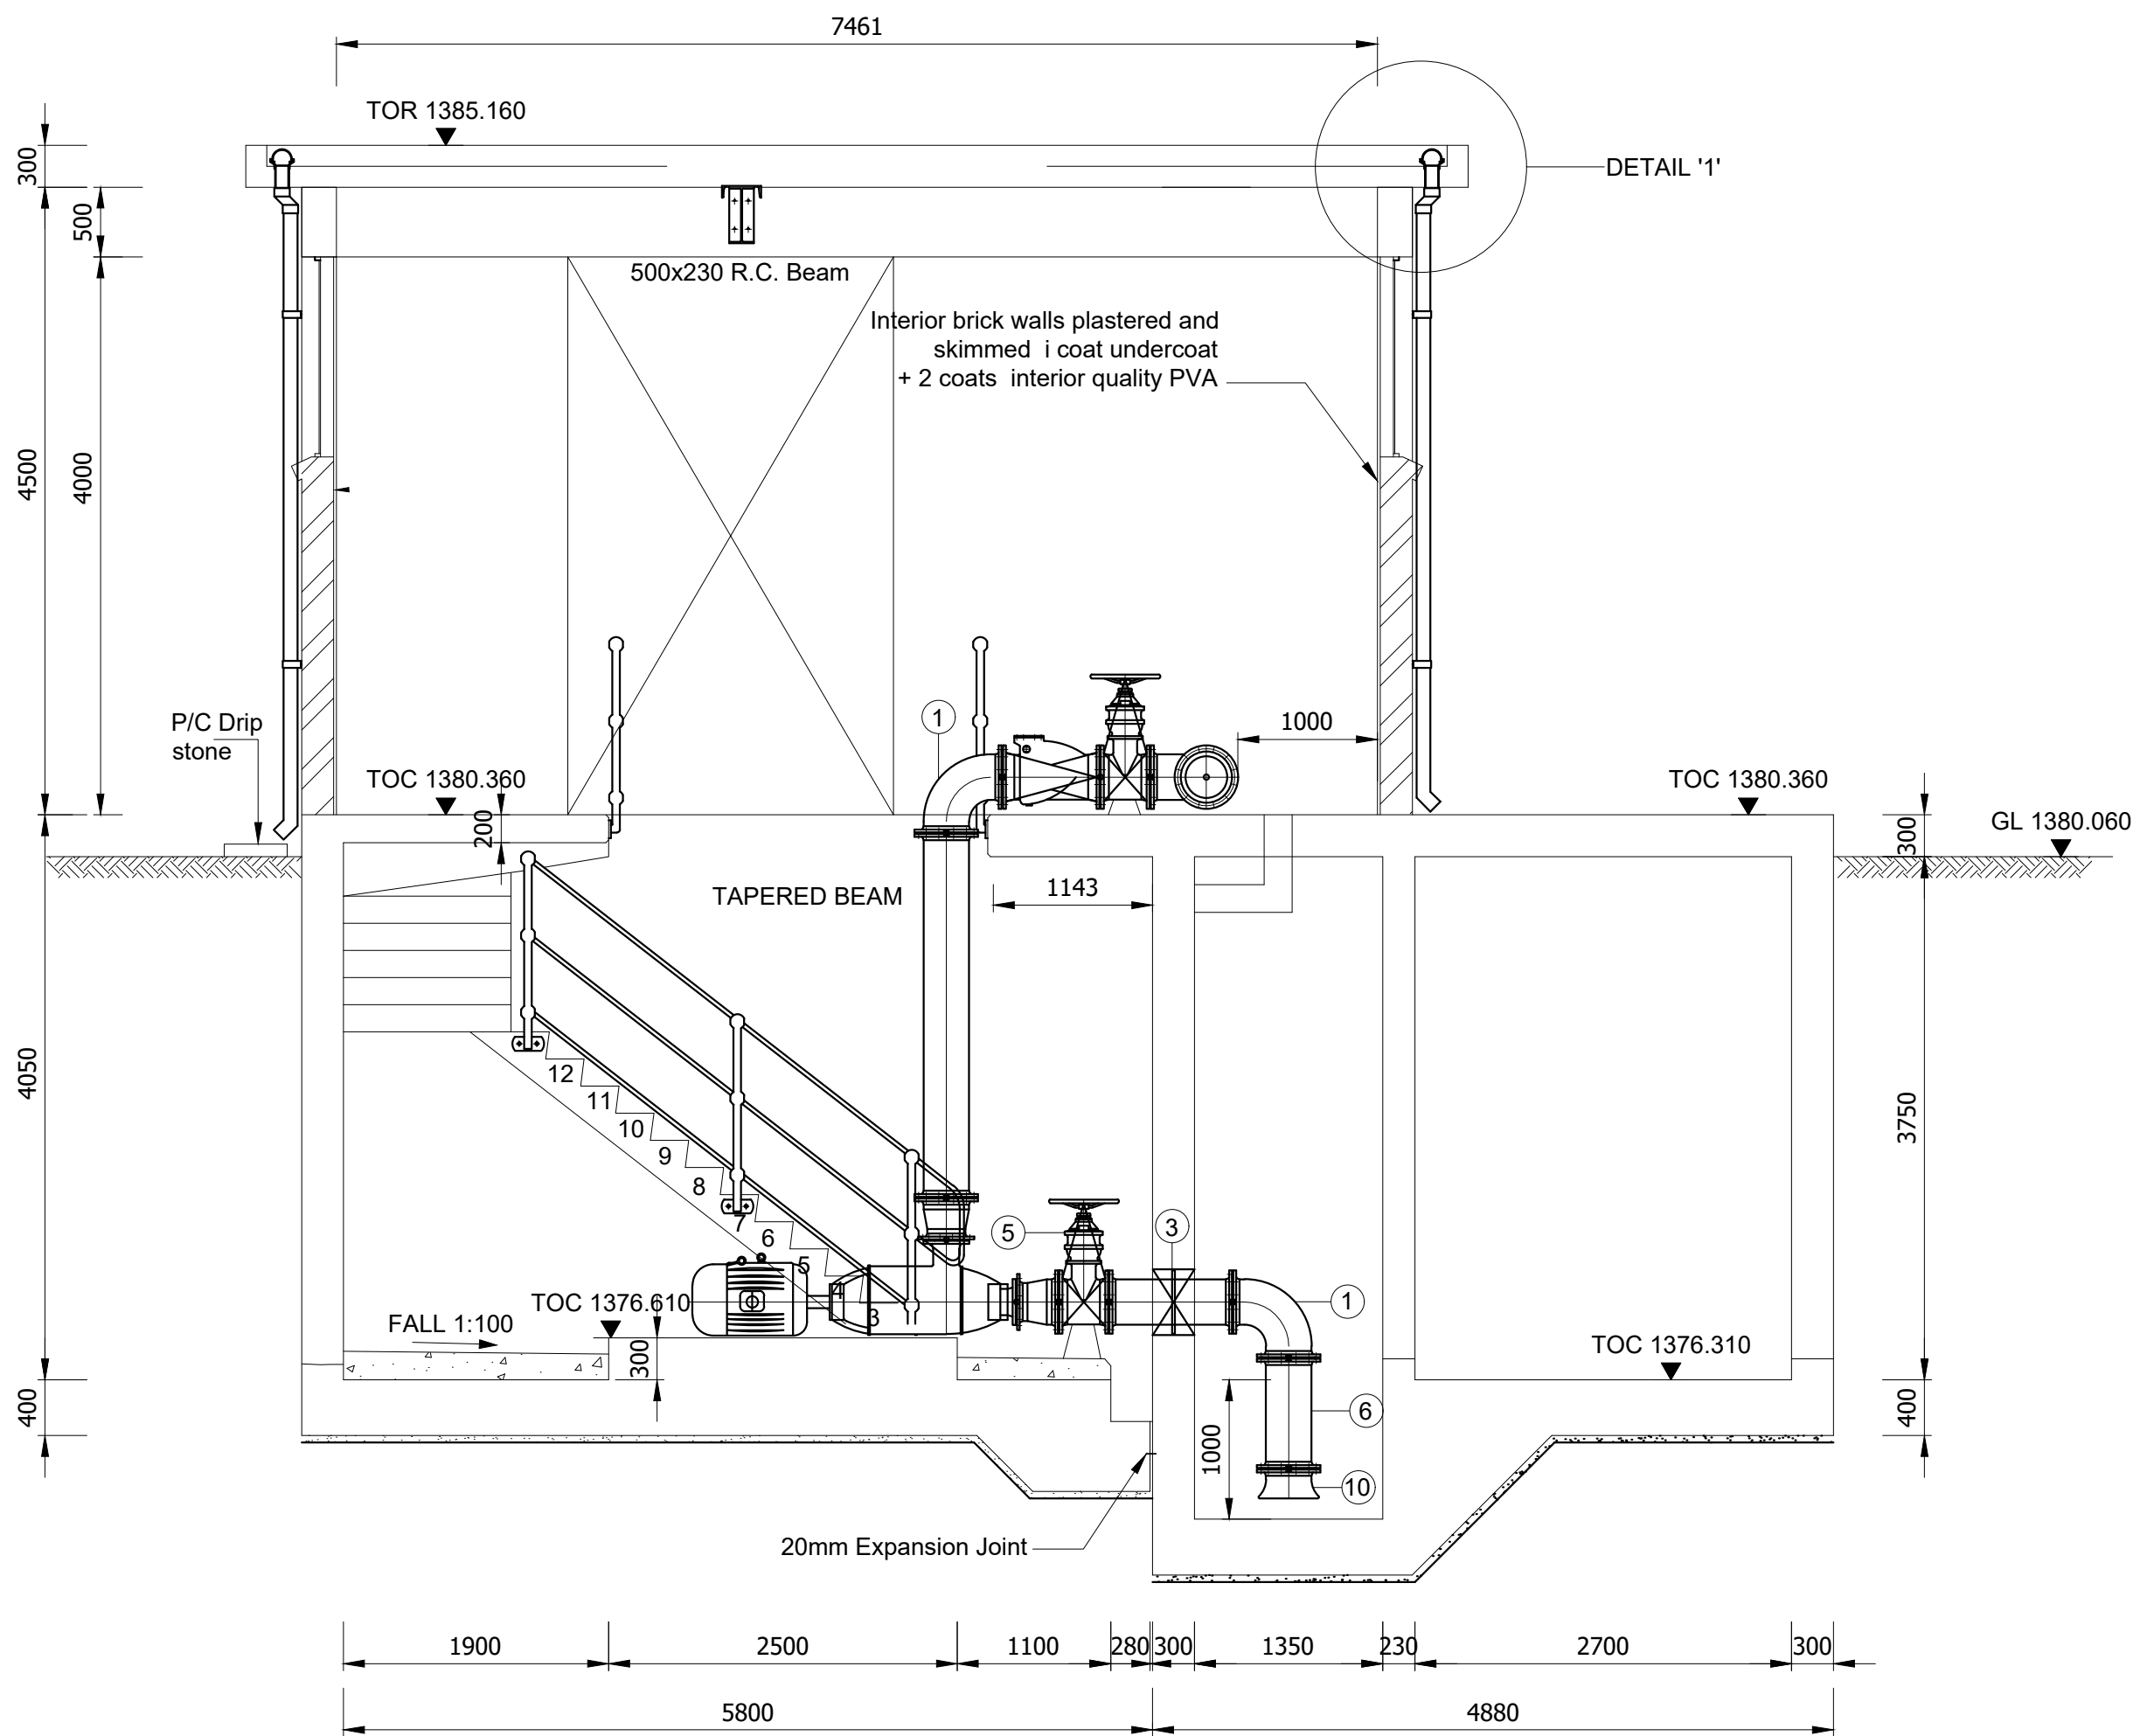 7461
TOR 1385.160
300
DETAIL '1'
500
500x230 R.C. Beam
Interior brick walls plastered and
skimmed i coat undercoat
+ 2 coats interior quality PVA
4500
4000
P/C Drip
stone
1
1000
TOC 1380.360
TOC 1380.360
200
300
GL 1380.060
TAPERED BEAM
1143
4050
3750
12
11
10
9
8
7
6
5
4
3
5
3
1
TOC 1376.610
FALL 1:100
300
TOC 1376.310
400
1000
6
400
10
20mm Expansion Joint
1900
2500
1100
280
300
1350
230
2700
300
5800
4880